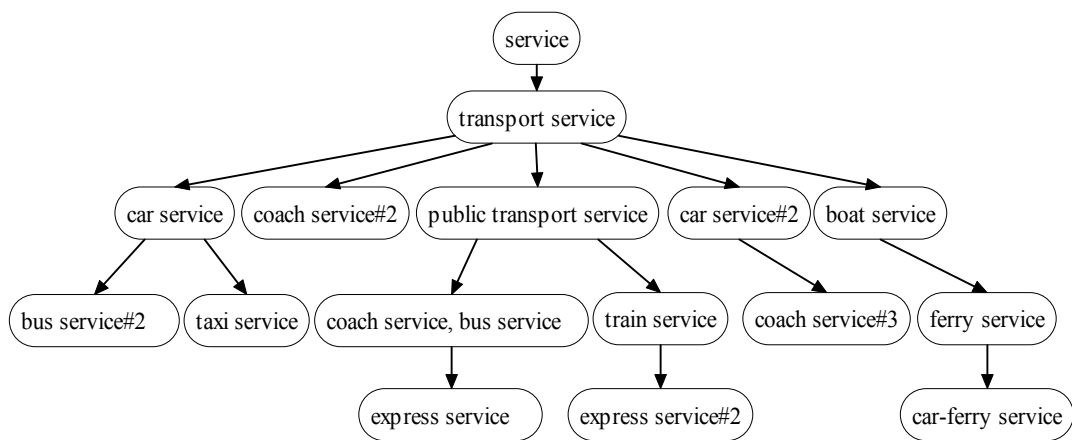 service
transport service
car service
coach service#2
public transport service
car service#2
boat service
bus service#2
taxi service
coach service, bus service
train service
coach service#3
ferry service
express service
express service#2
car-ferry service